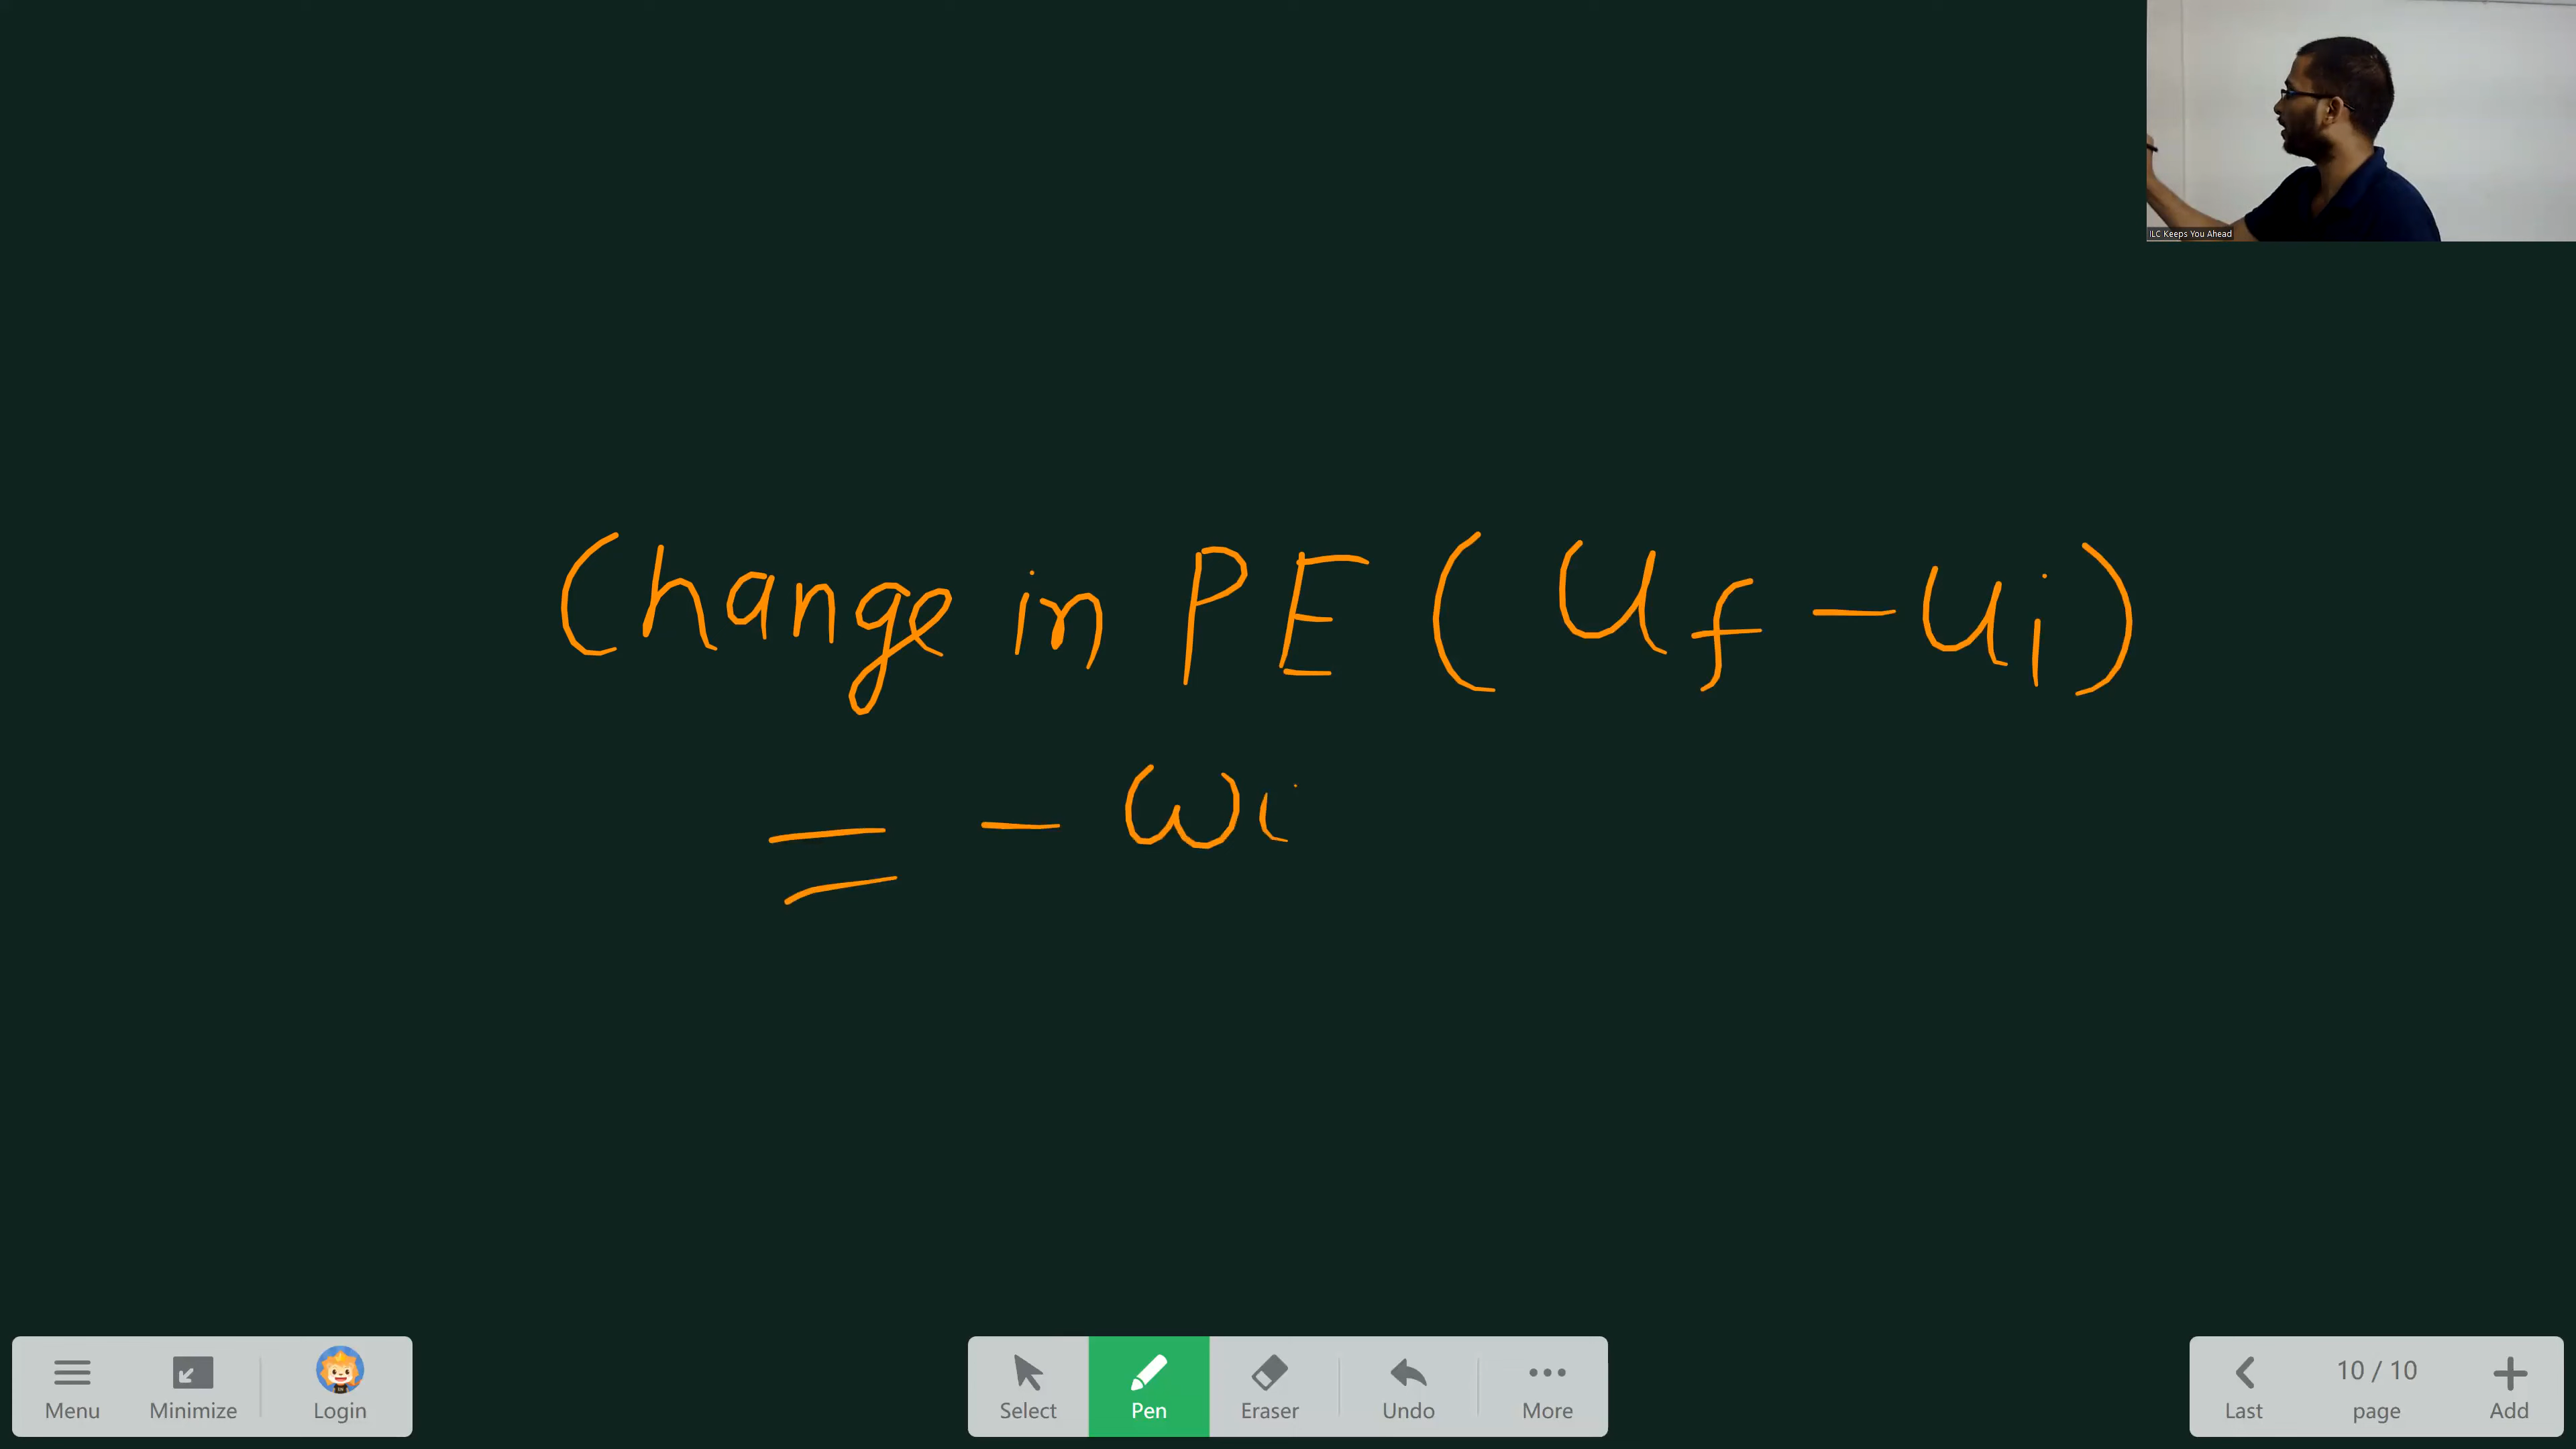 ILC Keeps You Ahead
Change in PE (Uf - Ui)
= - Wi
Menu Minimize Login
Select Pen Eraser Undo More
Last 10 / 10 page Add